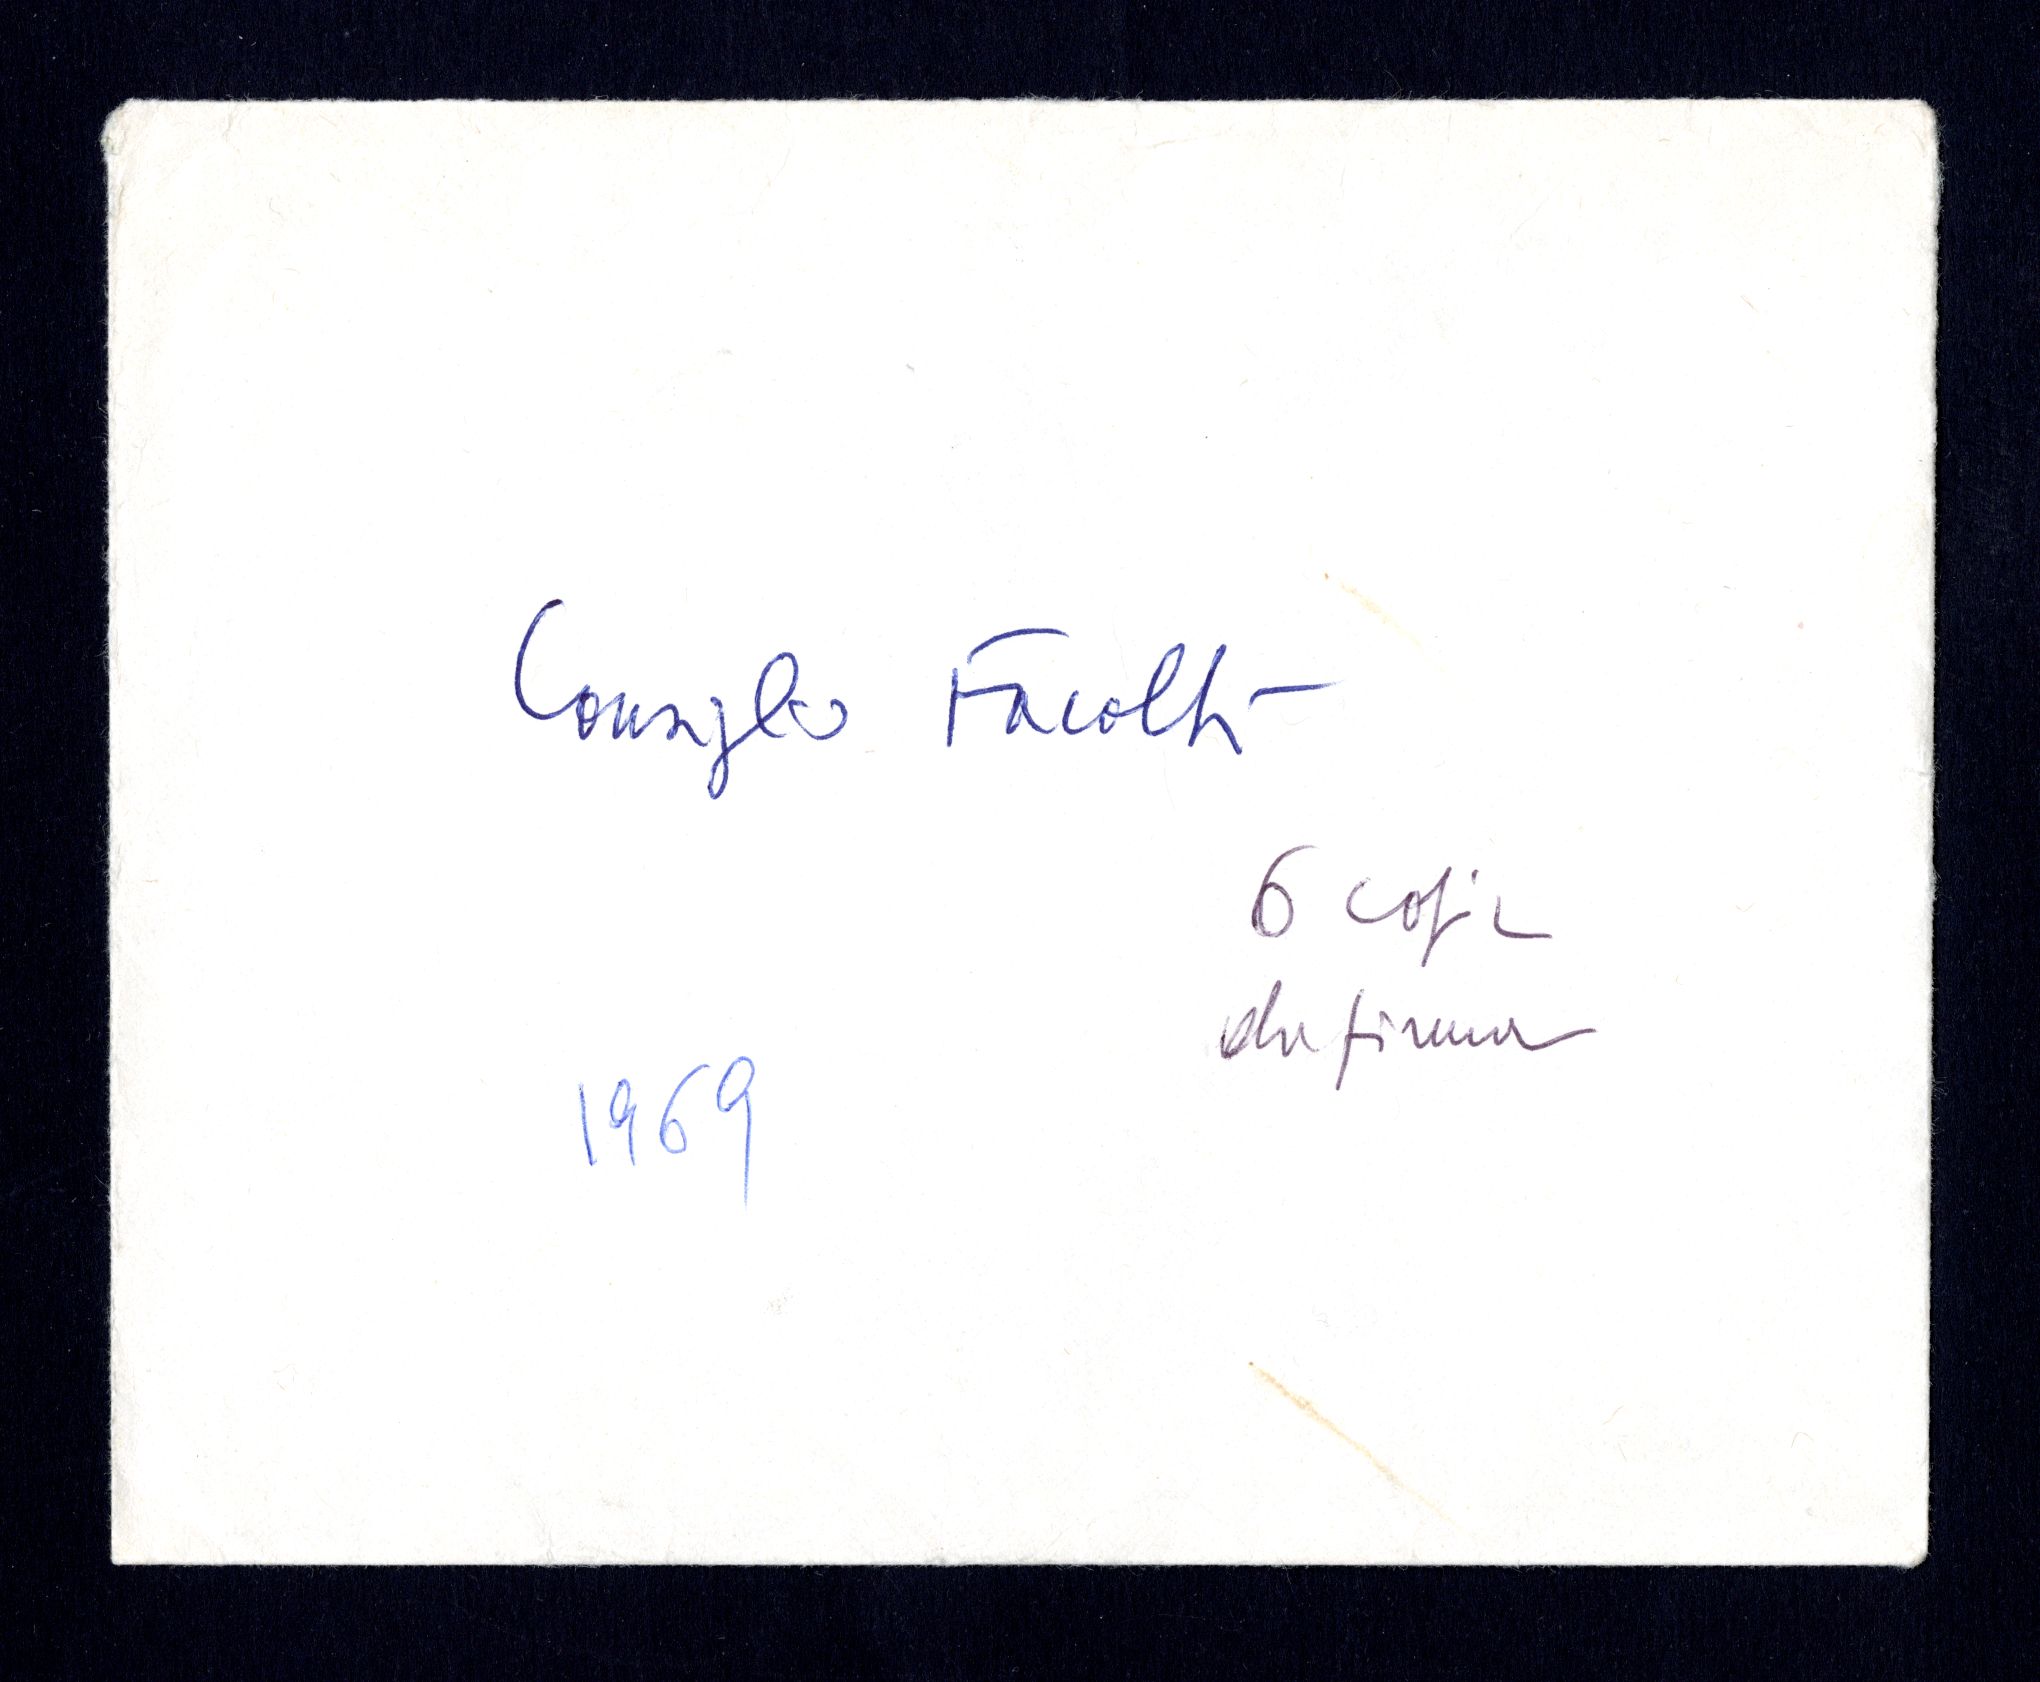 Consiglio Facoltà
6 copie
da firmare
1969